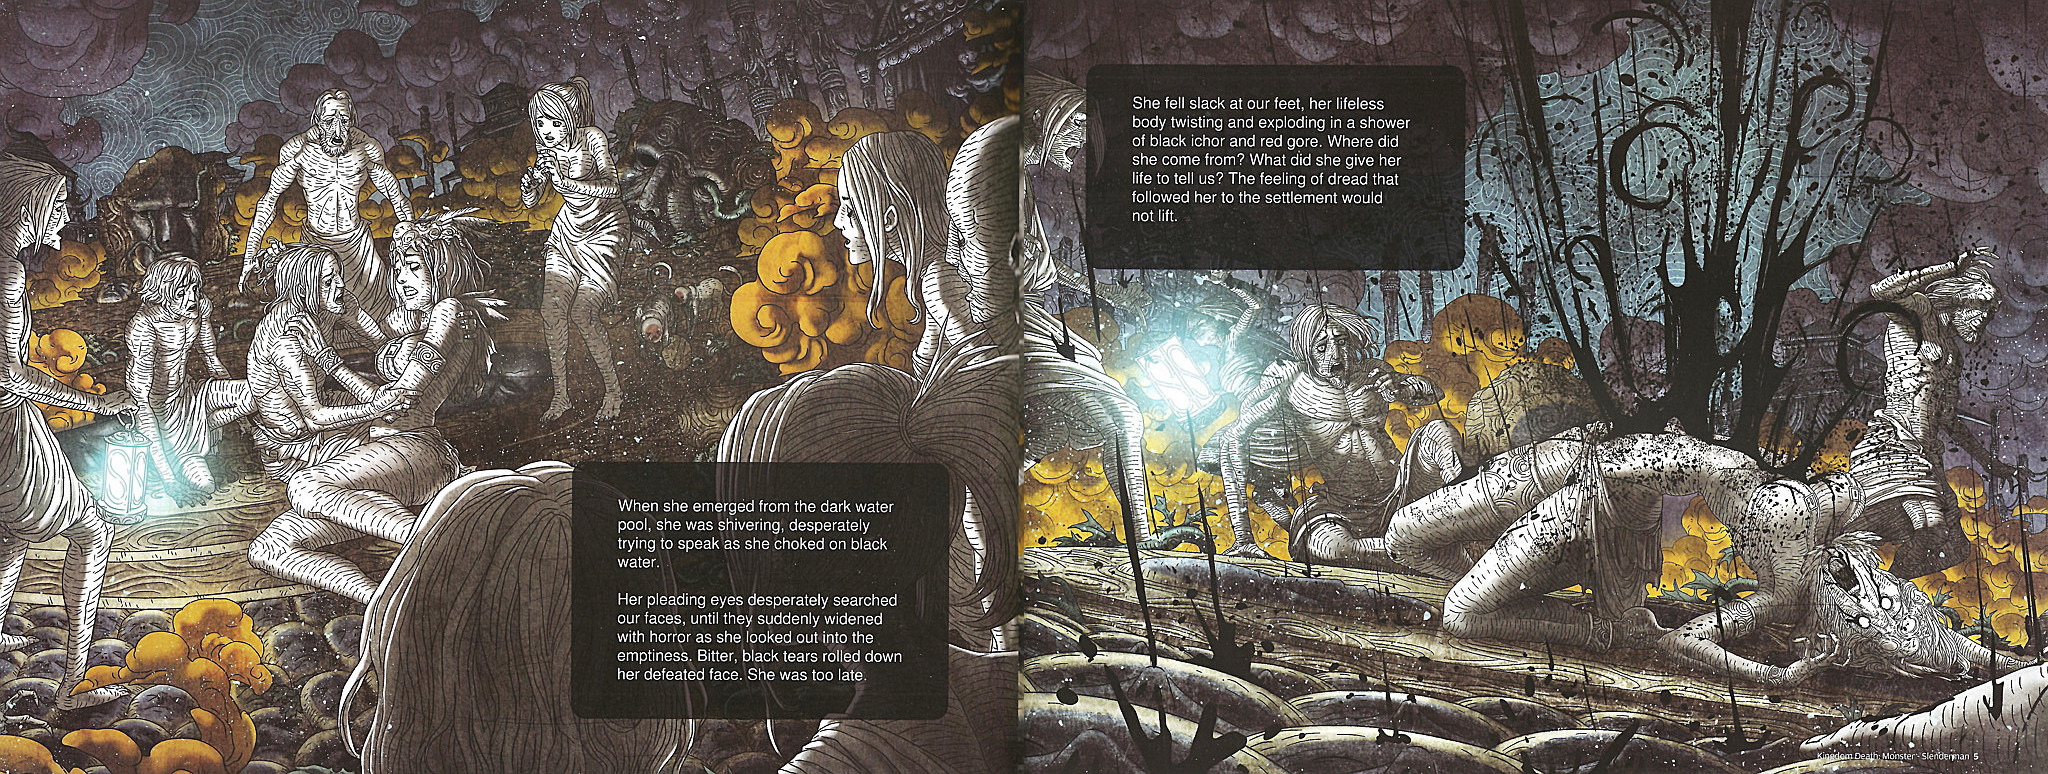 When she emerged from the dark water
pool, she was shivering, desperately
trying to speak as she choked on black
water.
Her pleading eyes desperately searched
our faces, until they suddenly widened
with horror as she looked out into the
emptiness. Bitter, black tears rolled down
her defeated face. She was too late.
She fell slack at our feet, her lifeless
body twisting and exploding in a shower
of black ichor and red gore. Where did
she come from? What did she give her
life to tell us? The feeling of dread that
followed her to the settlement would
not lift.
Kingdom Death: Monster - Slenderman 5